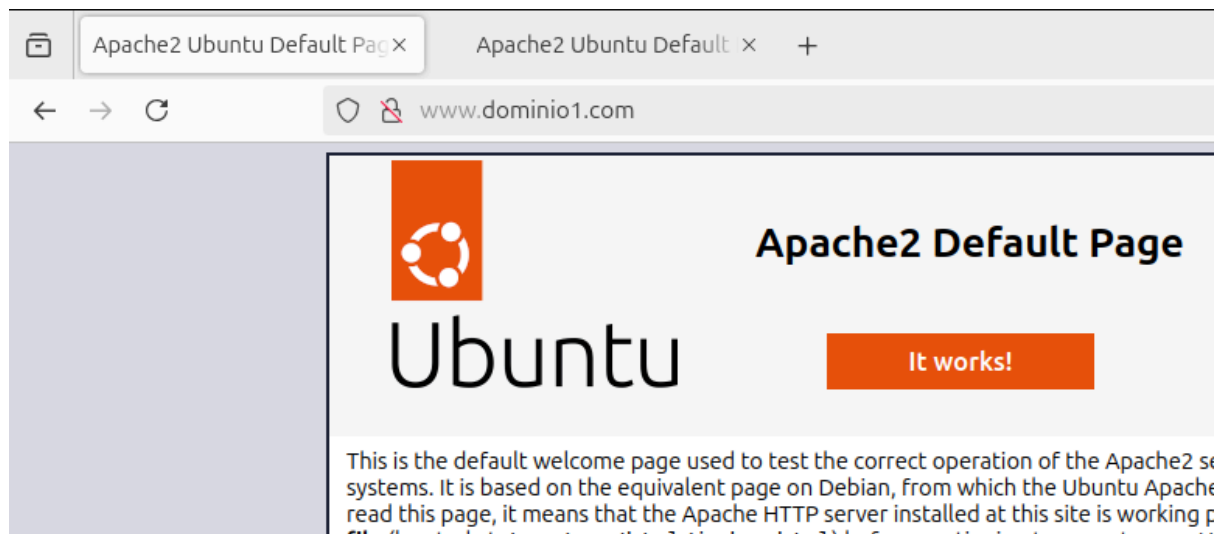 Apache2 Ubuntu Default Pag
Apache2 Ubuntu Default
www.dominio1.com
Apache2 Default Page
Ubuntu
It works!
This is the default welcome page used to test the correct operation of the Apache2 se
systems. It is based on the equivalent page on Debian, from which the Ubuntu Apache
read this page, it means that the Apache HTTP server installed at this site is working p